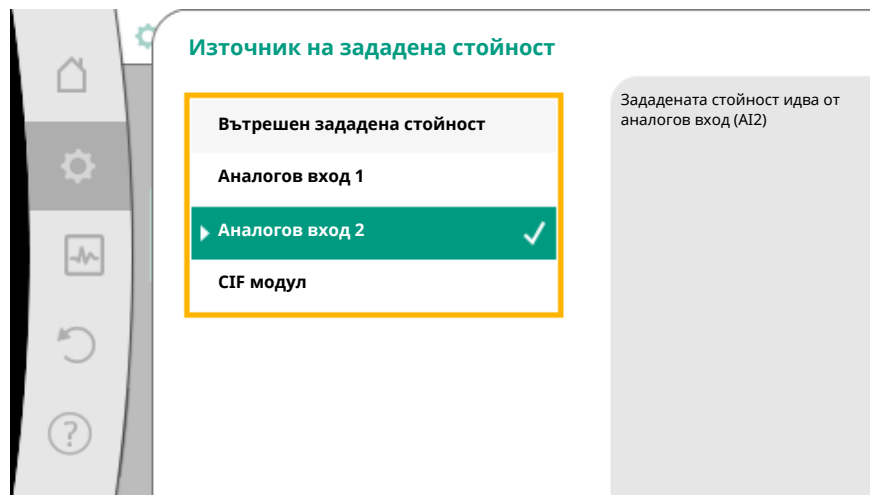 Източник на зададена стойност
Вътрешен зададена стойност
Аналогов вход 1
Аналогов вход 2
CIF модул
Зададената стойност идва от
аналогов вход (AI2)
?